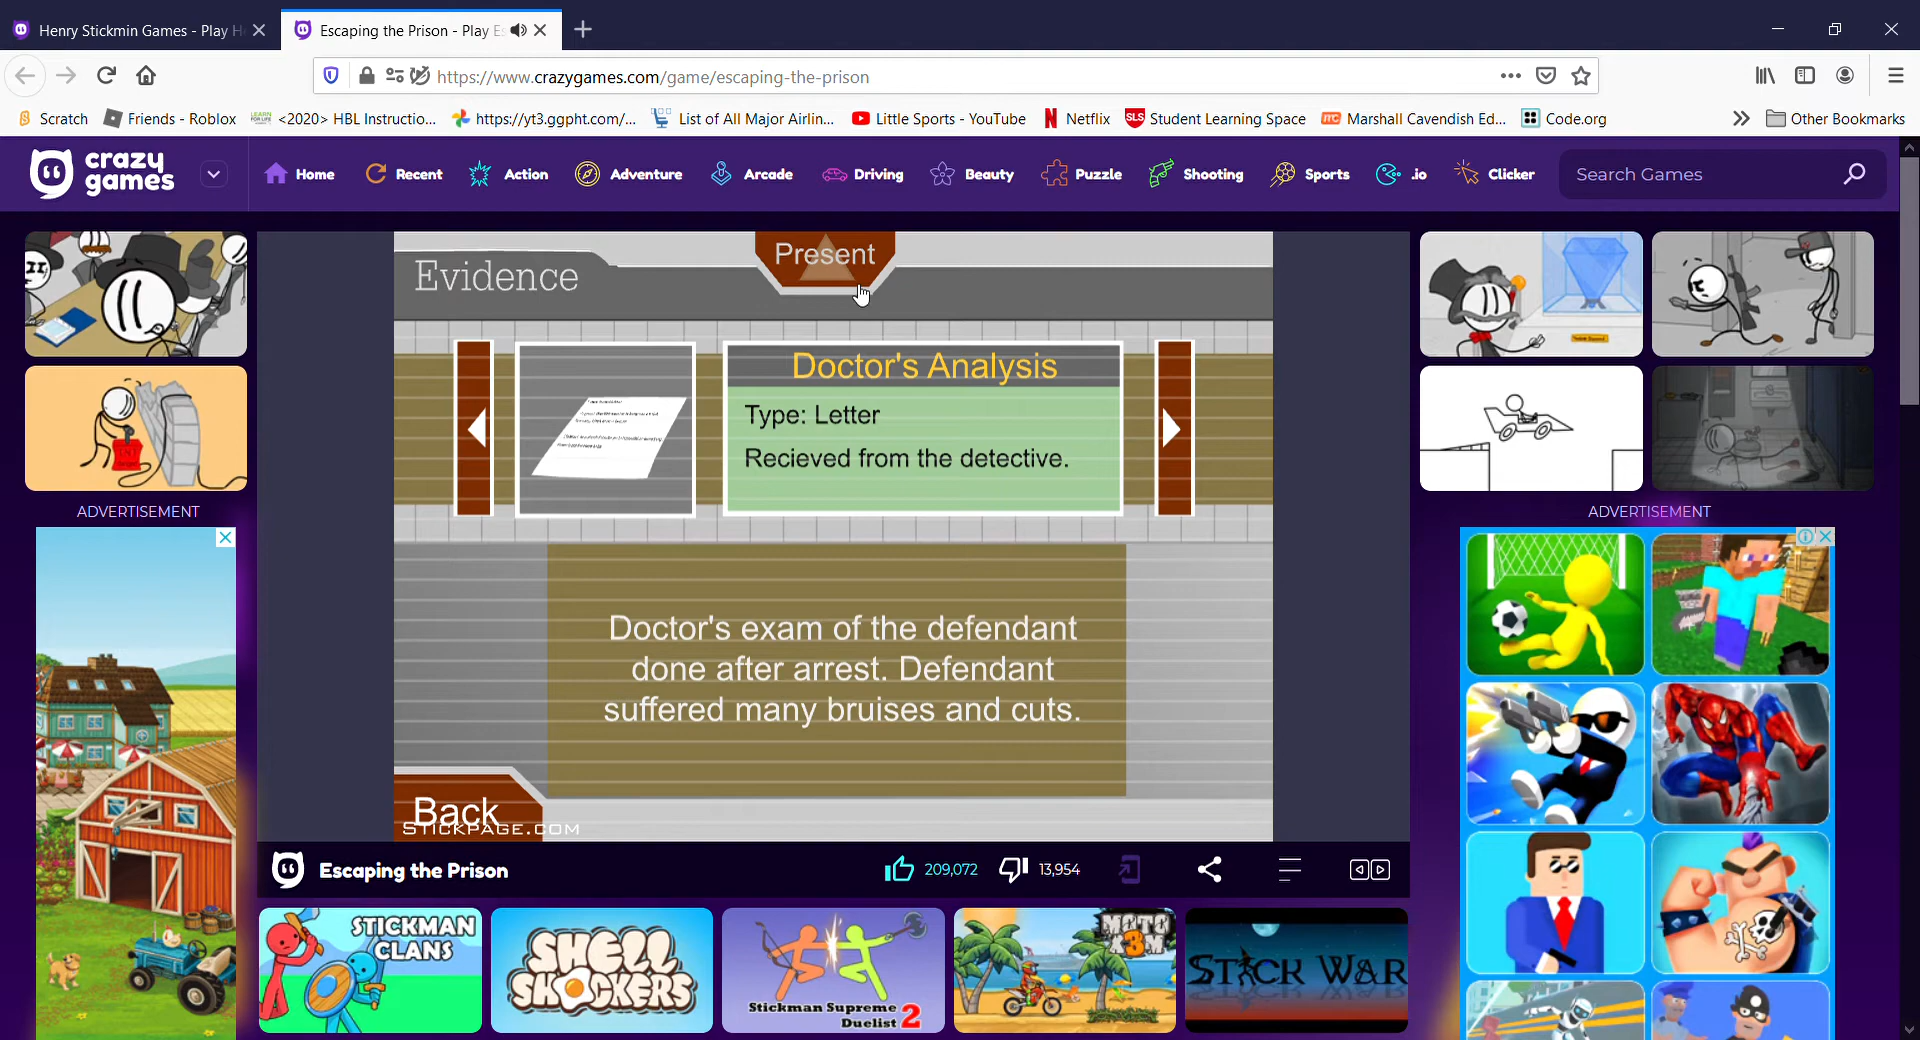 Henry Stickmin Games - Play H
Escaping the Prison - Play Es
https://www.crazygames.com/game/escaping-the-prison
Scratch
Friends - Roblox
<2020> HBL Instructio...
https://yt3.ggpht.com/...
List of All Major Airlin...
Little Sports - YouTube
Netflix
SLS
Student Learning Space
mc
Marshall Cavendish Ed...
Code.org
Other Bookmarks
crazy
games
Home
Recent
Action
Adventure
Arcade
Driving
Beauty
Puzzle
Shooting
Sports
.io
Clicker
Search Games
Evidence
Present
Doctor's Analysis
Type: Letter
Recieved from the detective.
Doctor's exam of the defendant
done after arrest. Defendant
suffered many bruises and cuts.
Back
STICKPAGE.COM
ADVERTISEMENT
ADVERTISEMENT
Escaping the Prison
209,072
13,954
STICKMAN
CLANS
SHELL
SHOCKERS
Stickman Supreme
Duelist 2
MOTO
X3M
STICK WAR